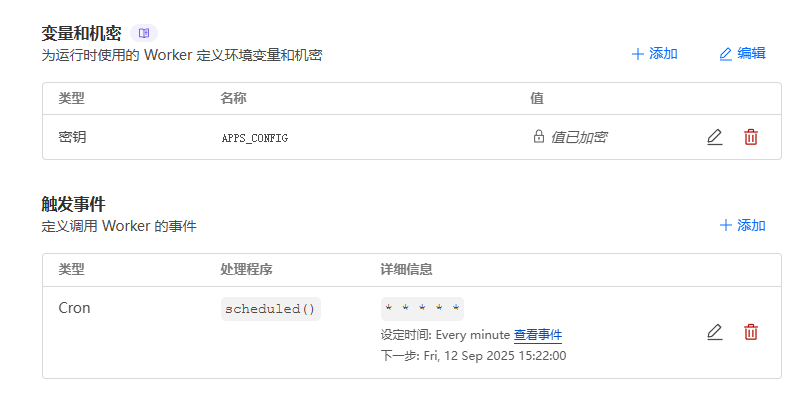 变量和机密
为运行时使用的 Worker 定义环境变量和机密
添加 编辑
类型 名称 值
密钥 APPS_CONFIG 值已加密
触发事件
定义调用 Worker 的事件
添加
类型 处理程序 详细信息
Cron scheduled() * * * * *
设定时间: Every minute 查看事件
下一步: Fri, 12 Sep 2025 15:22:00